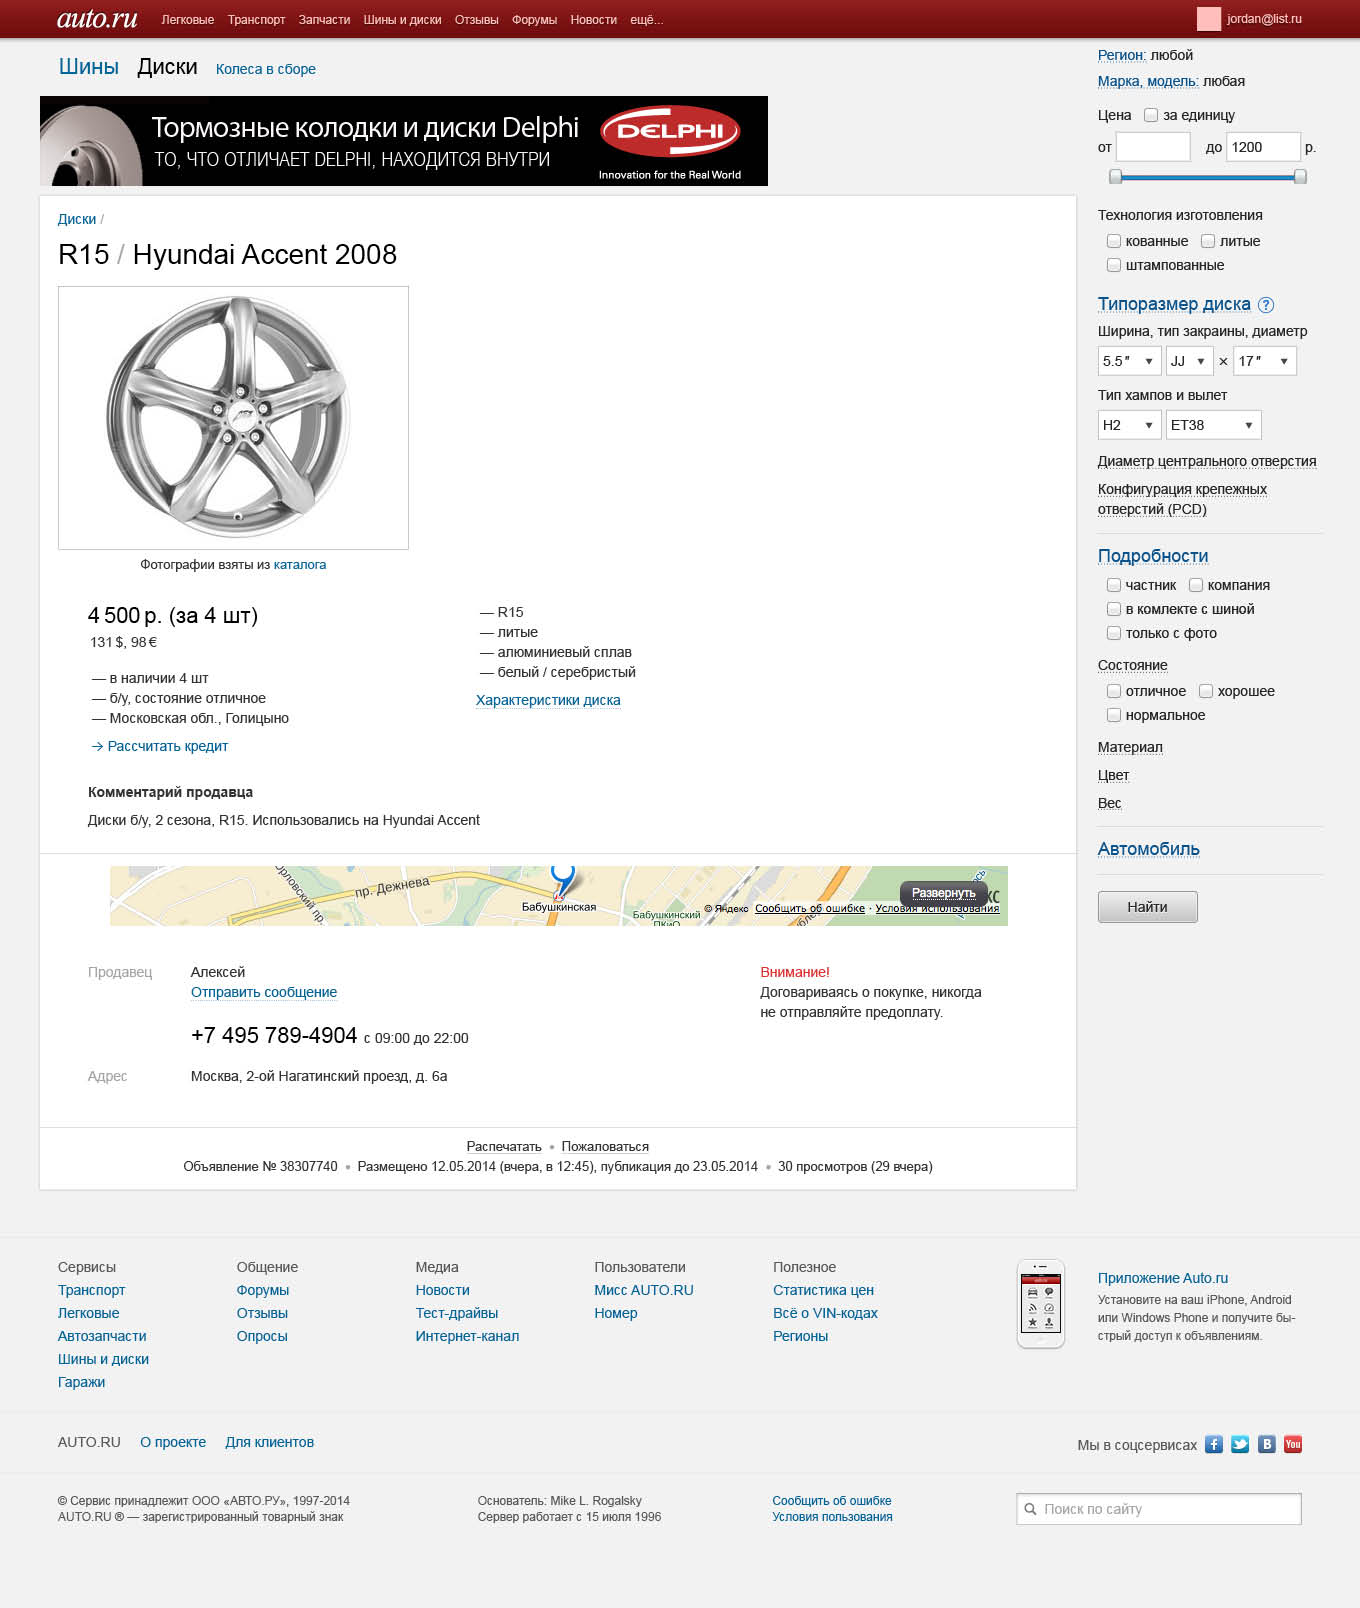 auto.ru Легковые Транспорт Запчасти Шины и диски Отзывы Форумы Новости ещё... jordan@list.ru
Шины Диски Колеса в сборе
Тормозные колодки и диски Delphi
ТО, ЧТО ОТЛИЧАЕТ DELPHI, НАХОДИТСЯ ВНУТРИ
DELPHI
Innovation for the Real World
Диски /
R15 / Hyundai Accent 2008
Фотографии взяты из каталога
4 500 р. (за 4 шт)
131 $, 98 €
— в наличии 4 шт
— б/у, состояние отличное
— Московская обл., Голицыно
→ Рассчитать кредит
— R15
— литые
— алюминиевый сплав
— белый / серебристый
Характеристики диска
Комментарий продавца
Диски б/у, 2 сезона, R15. Использовались на Hyundai Accent
Орловский пр.
пр. Дежнева
Бабушкинская
Бабушкинский
ПКиО
Развернуть
© Яндекс Сообщить об ошибке · Условия использования
Продавец Алексей
Отправить сообщение
+7 495 789-4904 с 09:00 до 22:00
Адрес Москва, 2-ой Нагатинский проезд, д. 6а
Внимание!
Договариваясь о покупке, никогда
не отправляйте предоплату.
Распечатать • Пожаловаться
Объявление № 38307740 • Размещено 12.05.2014 (вчера, в 12:45), публикация до 23.05.2014 • 30 просмотров (29 вчера)
Регион: любой
Марка, модель: любая
Цена за единицу
от до 1200 р.
Технология изготовления
кованные литые
штампованные
Типоразмер диска ?
Ширина, тип закраины, диаметр
5.5 ″ JJ × 17 ″
Тип хампов и вылет
H2 ET38
Диаметр центрального отверстия
Конфигурация крепежных
отверстий (PCD)
Подробности
частник компания
в комлекте с шиной
только с фото
Состояние
отличное хорошее
нормальное
Материал
Цвет
Вес
Автомобиль
Найти
Сервисы
Транспорт
Легковые
Автозапчасти
Шины и диски
Гаражи
Общение
Форумы
Отзывы
Опросы
Медиа
Новости
Тест-драйвы
Интернет-канал
Пользователи
Мисс AUTO.RU
Номер
Полезное
Статистика цен
Всё о VIN-кодах
Регионы
Приложение Auto.ru
Установите на ваш iPhone, Android
или Windows Phone и получите бы-
стрый доступ к объявлениям.
AUTO.RU О проекте Для клиентов
Мы в соцсервисах f B You
© Сервис принадлежит ООО «АВТО.РУ», 1997-2014
AUTO.RU ® — зарегистрированный товарный знак
Основатель: Mike L. Rogalsky
Сервер работает с 15 июля 1996
Сообщить об ошибке
Условия пользования
Поиск по сайту